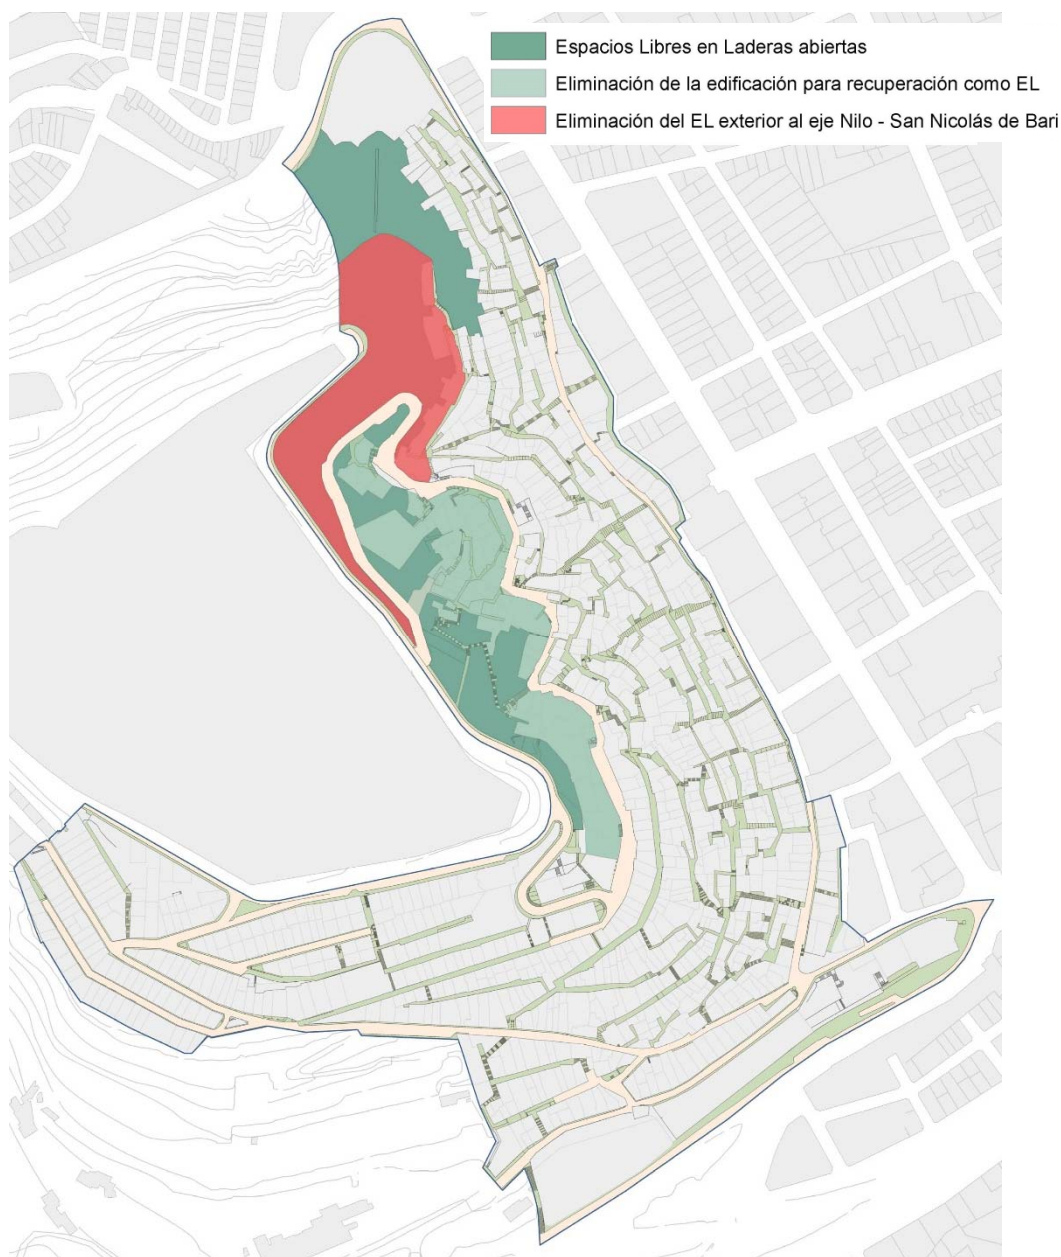 Espacios Libres en Laderas abiertas
Eliminación de la edificación para recuperación como EL
Eliminación del EL exterior al eje Nilo - San Nicolás de Bari